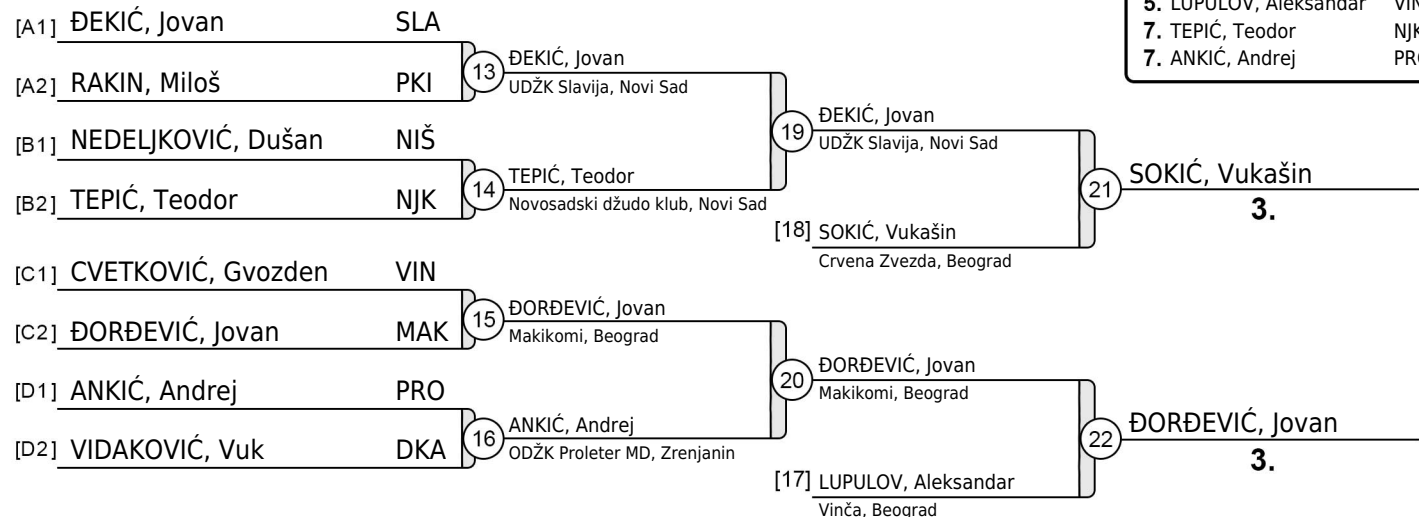 5. LUPULOV, Aleksandar
7. TEPIĆ, Teodor
7. ANKIĆ, Andrej
[A1] ĐEKIĆ, Jovan SLA
13 ĐEKIĆ, Jovan
UDŽK Slavija, Novi Sad
[A2] RAKIN, Miloš PKI
19 ĐEKIĆ, Jovan
UDŽK Slavija, Novi Sad
[B1] NEDELJKOVIĆ, Dušan NIŠ
14 TEPIĆ, Teodor
Novosadski džudo klub, Novi Sad
[B2] TEPIĆ, Teodor NJK
21 SOKIĆ, Vukašin
3.
[18] SOKIĆ, Vukašin
Crvena Zvezda, Beograd
[C1] CVETKOVIĆ, Gvozden VIN
15 ĐORĐEVIĆ, Jovan
Makikomi, Beograd
[C2] ĐORĐEVIĆ, Jovan MAK
20 ĐORĐEVIĆ, Jovan
Makikomi, Beograd
[D1] ANKIĆ, Andrej PRO
16 ANKIĆ, Andrej
ODŽK Proleter MD, Zrenjanin
[D2] VIDAKOVIĆ, Vuk DKA
22 ĐORĐEVIĆ, Jovan
3.
[17] LUPULOV, Aleksandar
Vinča, Beograd